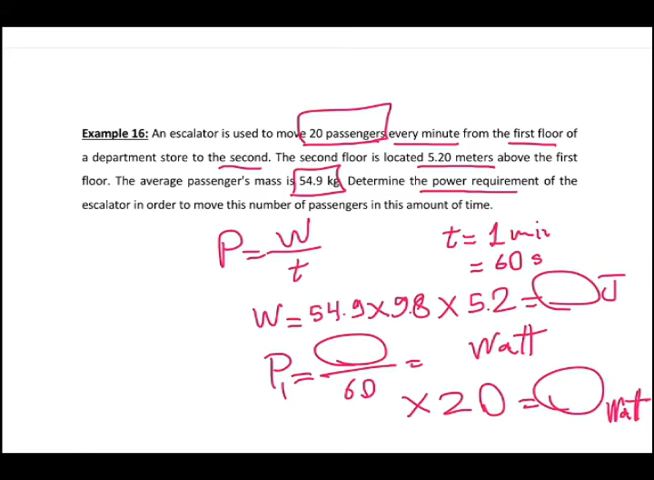 Example 16: An escalator is used to move 20 passengers every minute from the first floor of
a department store to the second. The second floor is located 5.20 meters above the first
floor. The average passenger's mass is 54.9 kg. Determine the power requirement of the
escalator in order to move this number of passengers in this amount of time.
P = W/t
t = 1 min
= 60 s
W = 54.9 × 9.8 × 5.2 = J
P₁ = /60 = Watt
× 20 = Wat